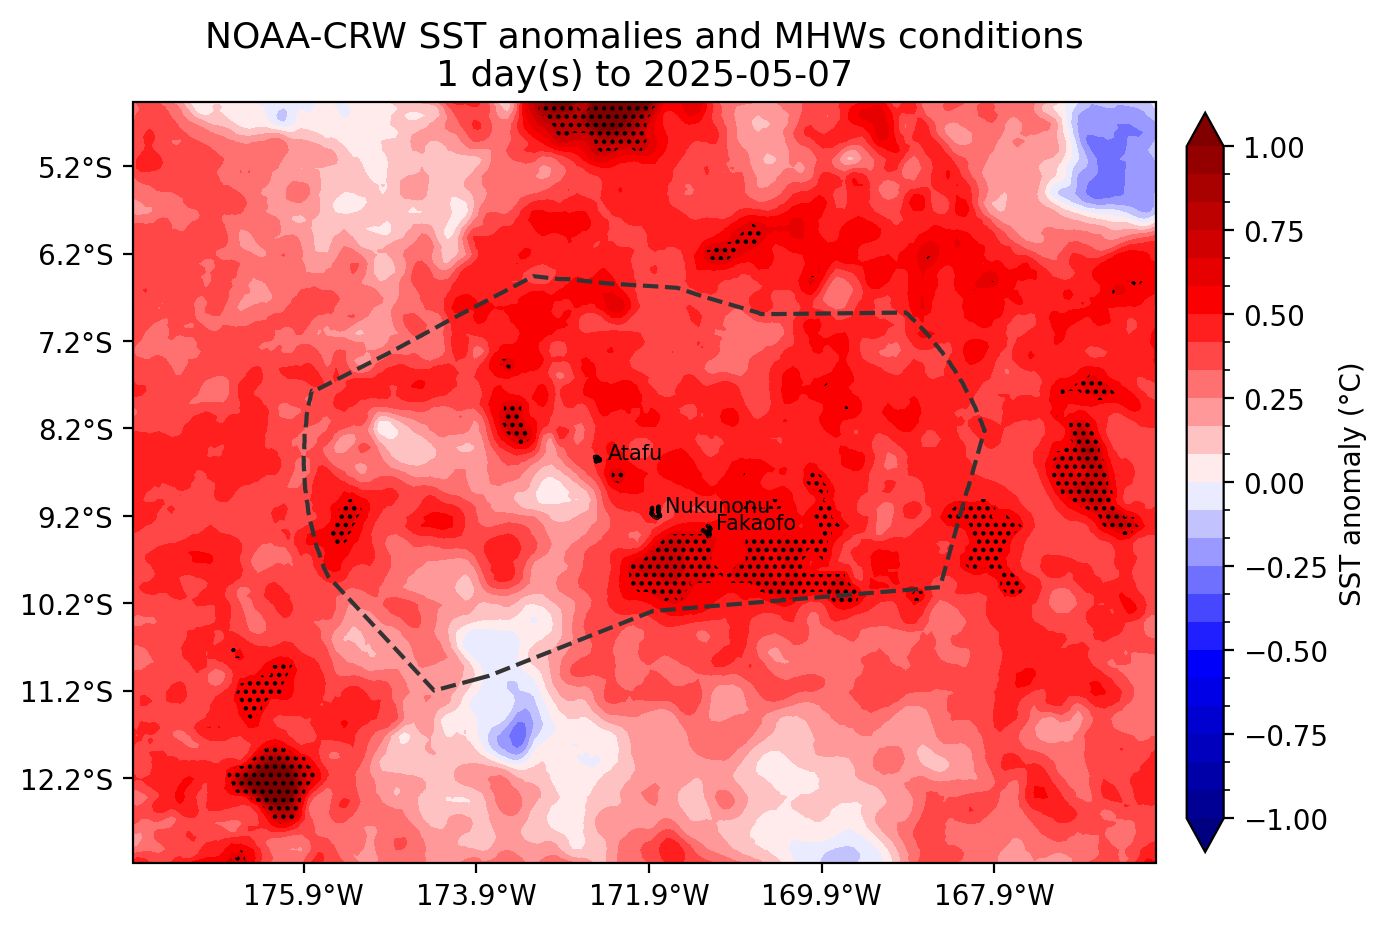 NOAA-CRW SST anomalies and MHWs conditions
1 day(s) to 2025-05-07
5.2°S
6.2°S
7.2°S
8.2°S
9.2°S
10.2°S
11.2°S
12.2°S
Atafu
Nukunonu
Fakaofo
175.9°W
173.9°W
171.9°W
169.9°W
167.9°W
1.00
0.75
0.50
0.25
0.00
−0.25
−0.50
−0.75
−1.00
SST anomaly (°C)